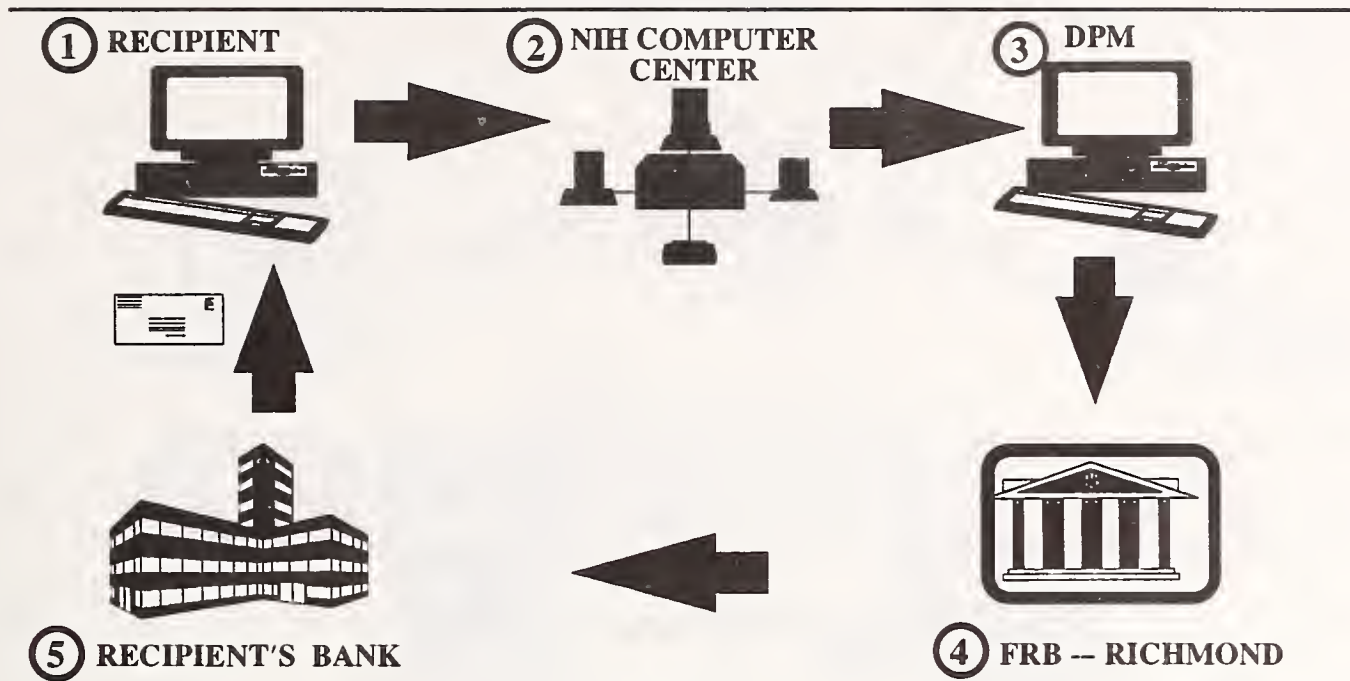 1 RECIPIENT
2 NIH COMPUTER
CENTER
3 DPM
4 FRB -- RICHMOND
5 RECIPIENT'S BANK